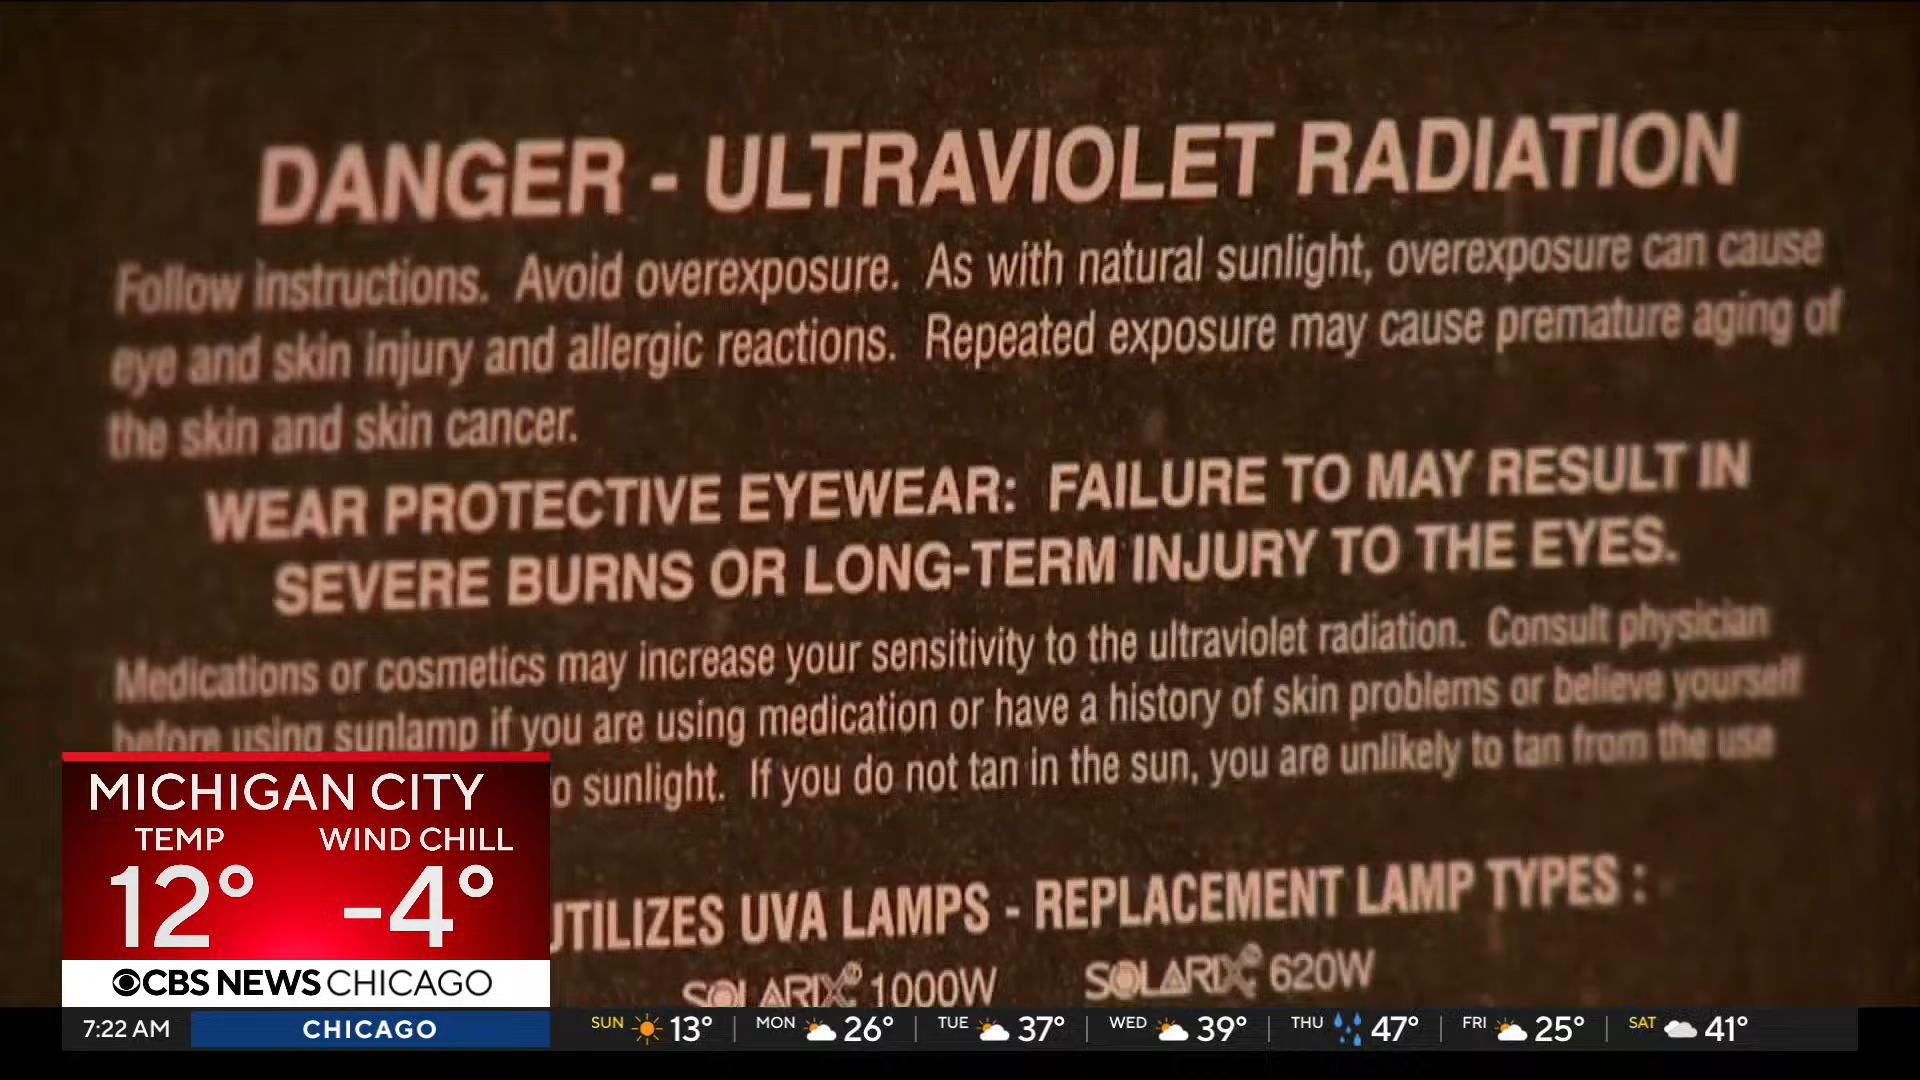 DANGER - ULTRAVIOLET RADIATION
Follow instructions. Avoid overexposure. As with natural sunlight, overexposure can cause
eye and skin injury and allergic reactions. Repeated exposure may cause premature aging of
the skin and skin cancer.
WEAR PROTECTIVE EYEWEAR: FAILURE TO MAY RESULT IN
SEVERE BURNS OR LONG-TERM INJURY TO THE EYES.
Medications or cosmetics may increase your sensitivity to the ultraviolet radiation. Consult physician
before using sunlamp if you are using medication or have a history of skin problems or believe yourself
o sunlight. If you do not tan in the sun, you are unlikely to tan from the use
UTILIZES UVA LAMPS - REPLACEMENT LAMP TYPES :
SOLARIX 1000W SOLARIX 620W
MICHIGAN CITY
TEMP WIND CHILL
12° -4°
CBS NEWS CHICAGO
7:22 AM CHICAGO SUN 13° MON 26° TUE 37° WED 39° THU 47° FRI 25° SAT 41°